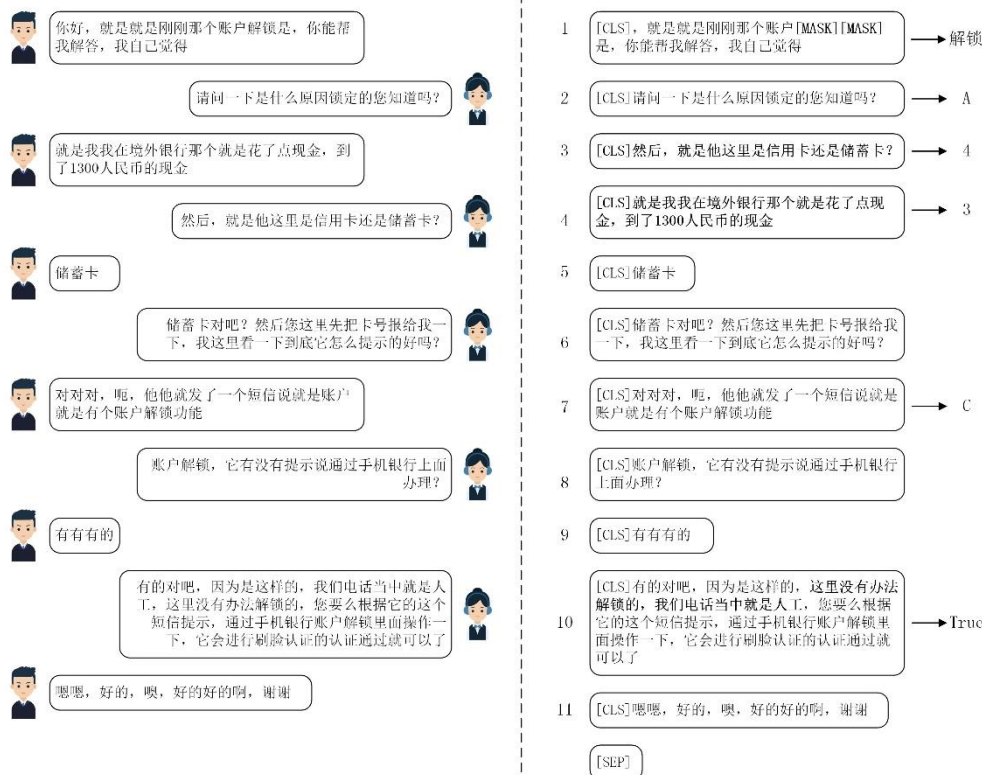 你好，就是就是刚刚那个账户解锁是，你能帮
我解答，我自己觉得
请问一下是什么原因锁定的您知道吗？
就是我我在境外银行那个就是花了点现金，到
了1300人民币的现金
然后，就是他这里是信用卡还是储蓄卡？
储蓄卡
储蓄卡对吧？然后您这里先把卡号报给我一
下，我这里看一下到底它怎么提示的好吗？
对对对，呃，他他就发了一个短信说就是账户
就是有个账户解锁功能
账户解锁，它有没有提示说通过手机银行上面
办理？
有有有的
有的对吧，因为是这样的，我们电话当中就是人
工，这里没有办法解锁的，您要么根据它的这个
短信提示，通过手机银行账户解锁里面操作一
下，它会进行刷脸认证的认证通过就可以了
嗯嗯，好的，噢，好的好的啊，谢谢
1
[CLS]，就是就是刚刚那个账户[MASK][MASK]
是，你能帮我解答，我自己觉得
解锁
2
[CLS]请问一下是什么原因锁定的您知道吗？
A
3
[CLS]然后，就是他这里是信用卡还是储蓄卡？
4
4
[CLS]就是我我在境外银行那个就是花了点现
金，到了1300人民币的现金
3
5
[CLS]储蓄卡
6
[CLS]储蓄卡对吧？然后您这里先把卡号报给我
一下，我这里看一下到底它怎么提示的好吗？
7
[CLS]对对对，呃，他他就发了一个短信说就是
账户就是有个账户解锁功能
C
8
[CLS]账户解锁，它有没有提示说通过手机银行
上面办理？
9
[CLS]有有有的
10
[CLS]有的对吧，因为是这样的，这里没有办法
解锁的，我们电话当中就是人工，您要么根据
它的这个短信提示，通过手机银行账户解锁里
面操作一下，它会进行刷脸认证的认证通过就
可以了
True
11
[CLS]嗯嗯，好的，噢，好的好的啊，谢谢
[SEP]